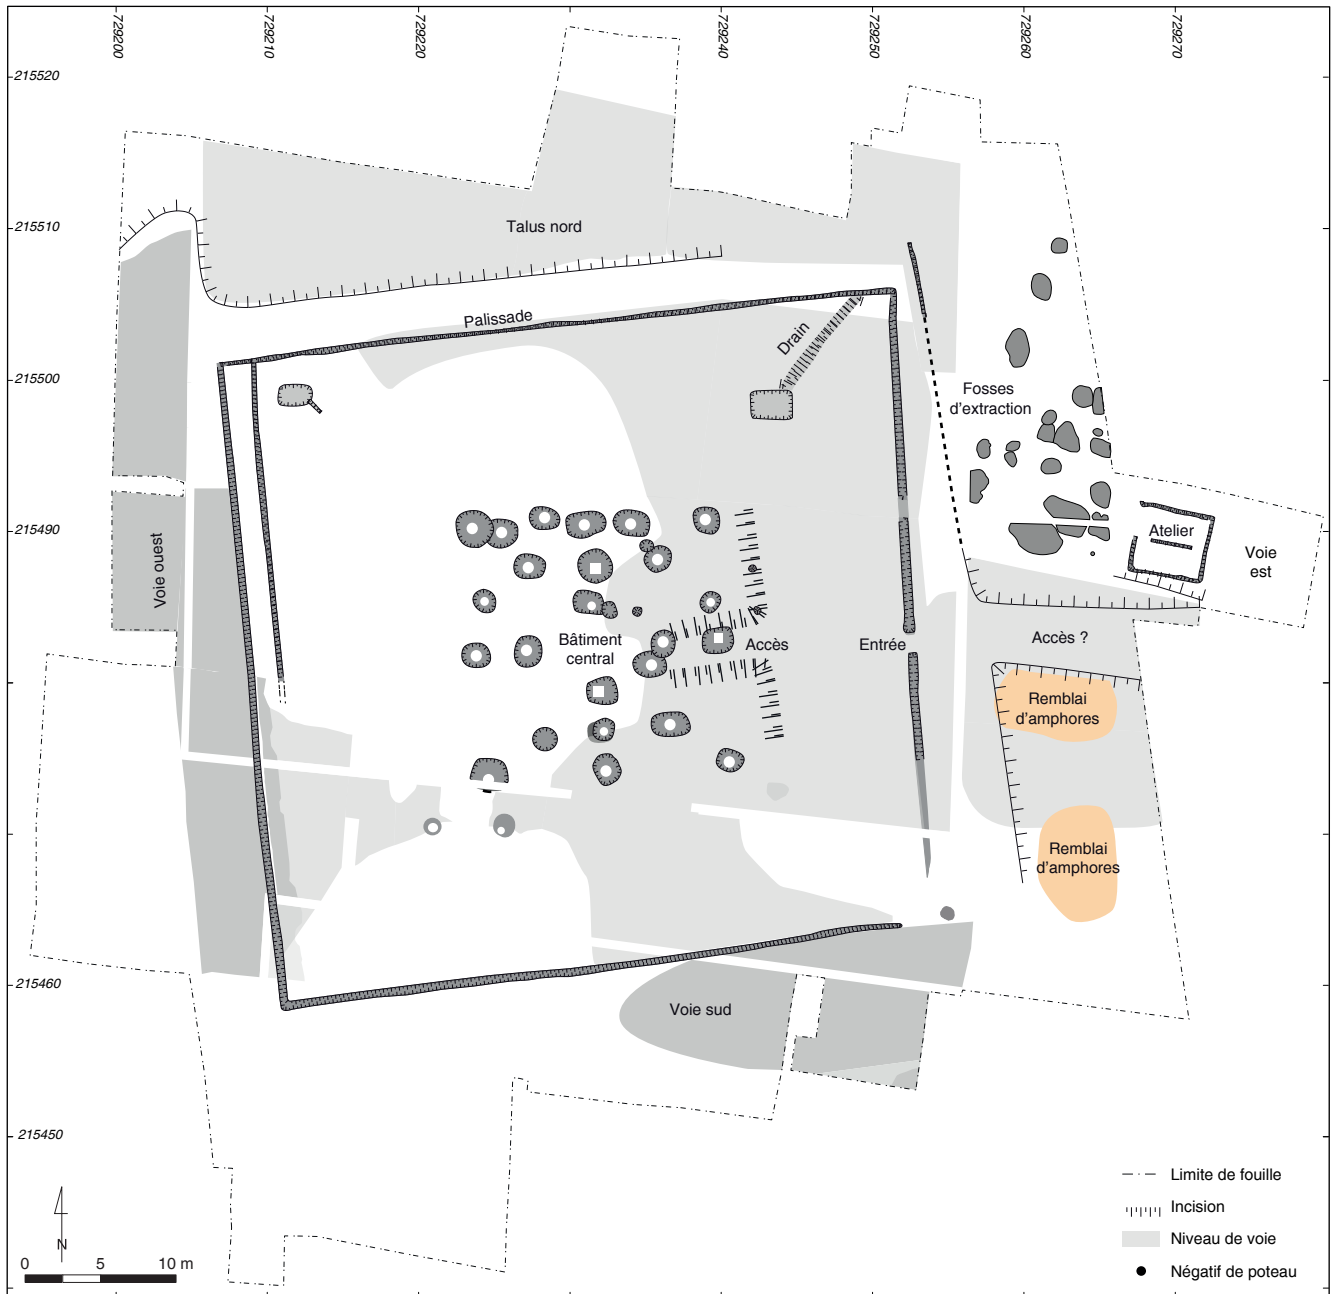 729200
729210
729220
729240
729250
729260
729270
215520
215510
215500
215490
215460
215450
Talus nord
Palissade
Drain
Fosses
d'extraction
Atelier
Voie
est
Voie ouest
Bâtiment
central
Accès
Entrée
Accès ?
Remblai
d'amphores
Remblai
d'amphores
Voie sud
N
0 5 10 m
Limite de fouille
Incision
Niveau de voie
Négatif de poteau